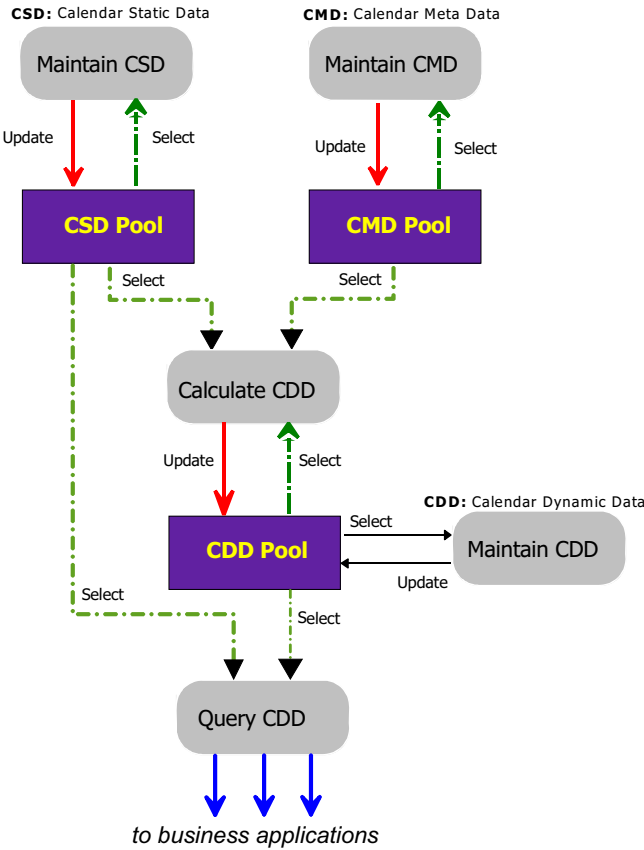 CSD: Calendar Static Data
CMD: Calendar Meta Data
Maintain CSD
Maintain CMD
Update
Select
Update
Select
CSD Pool
CMD Pool
Select
Select
Calculate CDD
Update
Select
CDD: Calendar Dynamic Data
CDD Pool
Select
Maintain CDD
Update
Select
Select
Query CDD
to business applications